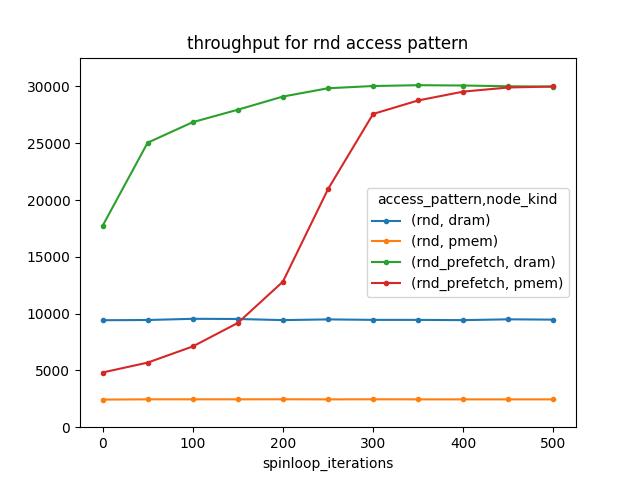 throughput for rnd access pattern
30000
25000
20000
15000
10000
5000
0
access_pattern,node_kind
(rnd, dram)
(rnd, pmem)
(rnd_prefetch, dram)
(rnd_prefetch, pmem)
0 100 200 300 400 500
spinloop_iterations